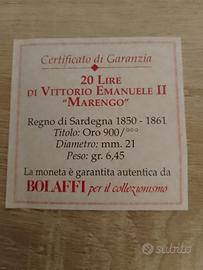 Certificato di Garanzia
20 LIRE
DI VITTORIO EMANUELE II
"MARENGO"
Regno di Sardegna 1850 - 1861
Titolo: Oro 900/°°°
Diametro: mm. 21
Peso: gr. 6,45
La moneta è garantita autentica da
BOLAFFI per il collezionismo
subito